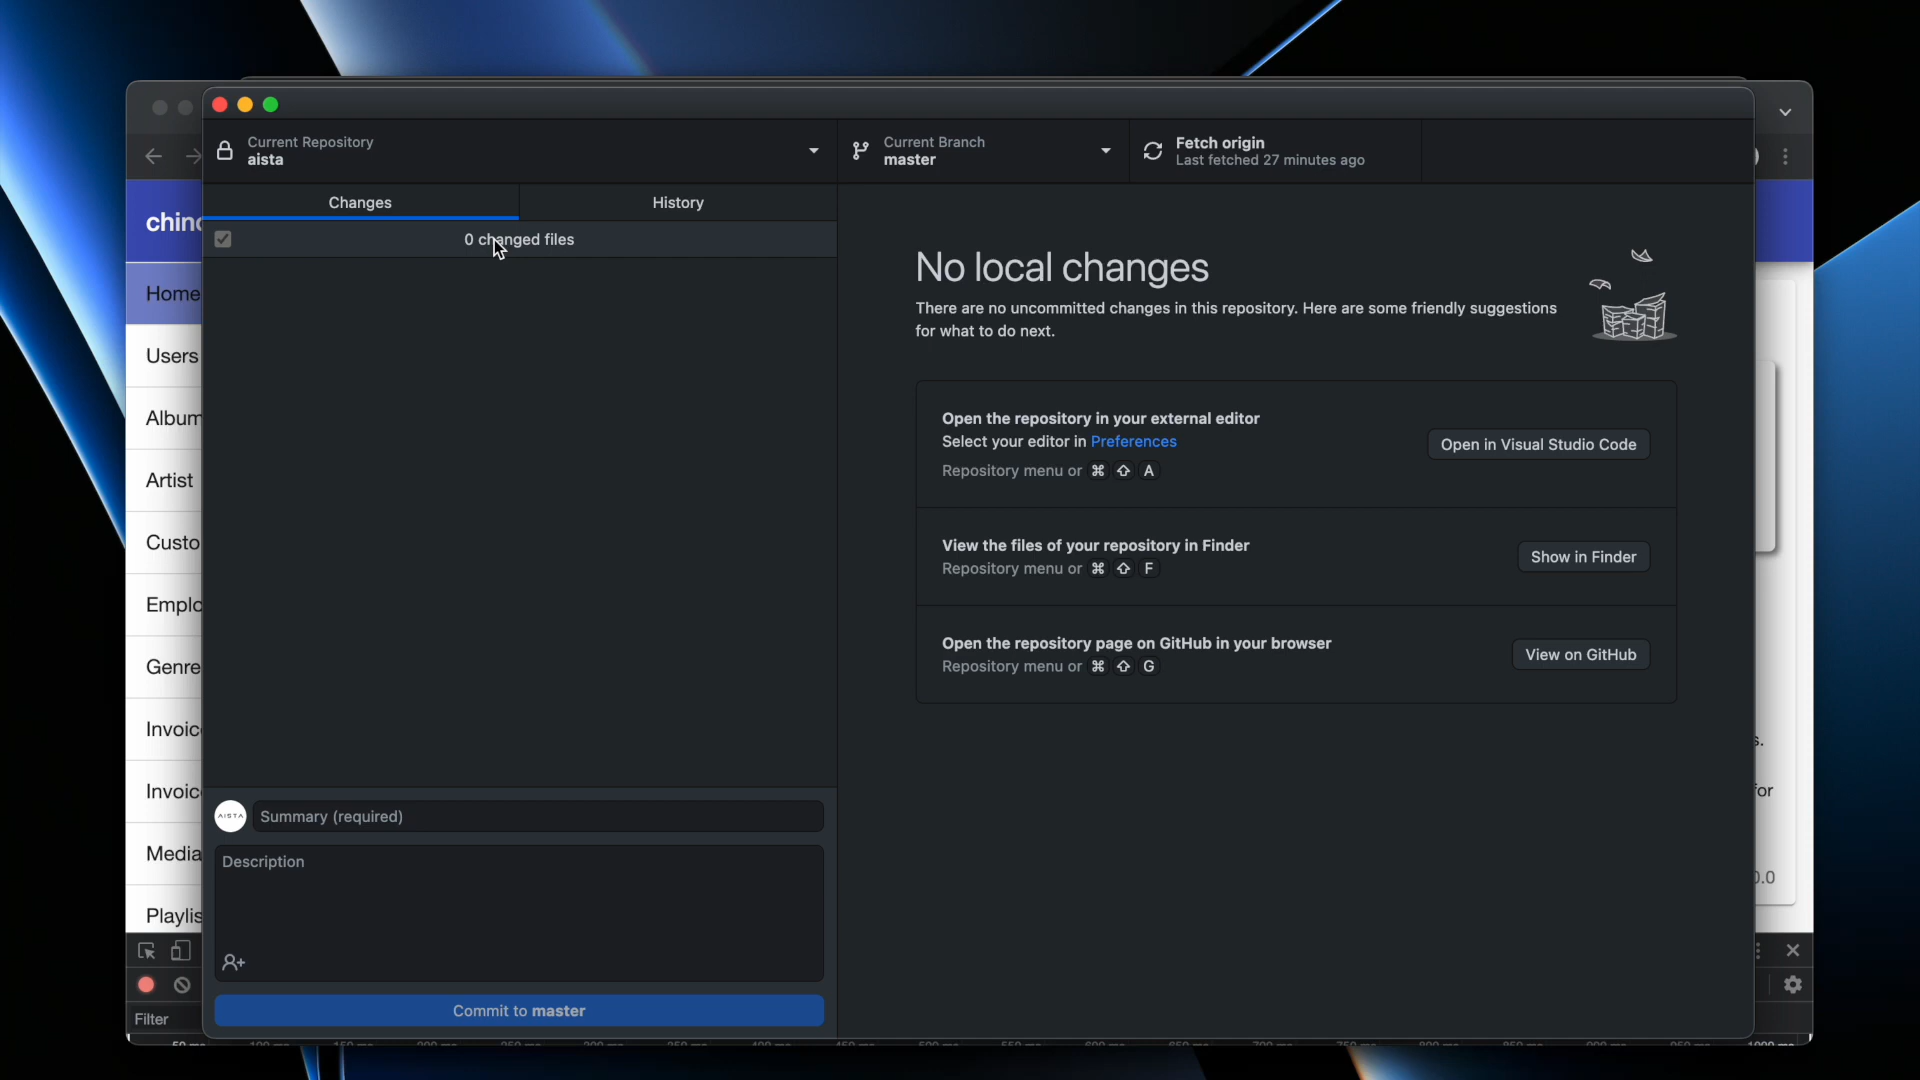 Current Repository
aista
Current Branch
master
Fetch origin
Last fetched 27 minutes ago
Changes
History
0 changed files
No local changes
There are no uncommitted changes in this repository. Here are some friendly suggestions
for what to do next.
Open the repository in your external editor
Select your editor in Preferences
Repository menu or ⌘ ⇧ A
Open in Visual Studio Code
View the files of your repository in Finder
Repository menu or ⌘ ⇧ F
Show in Finder
Open the repository page on GitHub in your browser
Repository menu or ⌘ ⇧ G
View on GitHub
AISTA
Summary (required)
Description
Commit to master
chino
Home
Users
Album
Artist
Custo
Emplo
Genre
Invoic
Invoic
Media
Playlis
Filter
s.
for
0.0